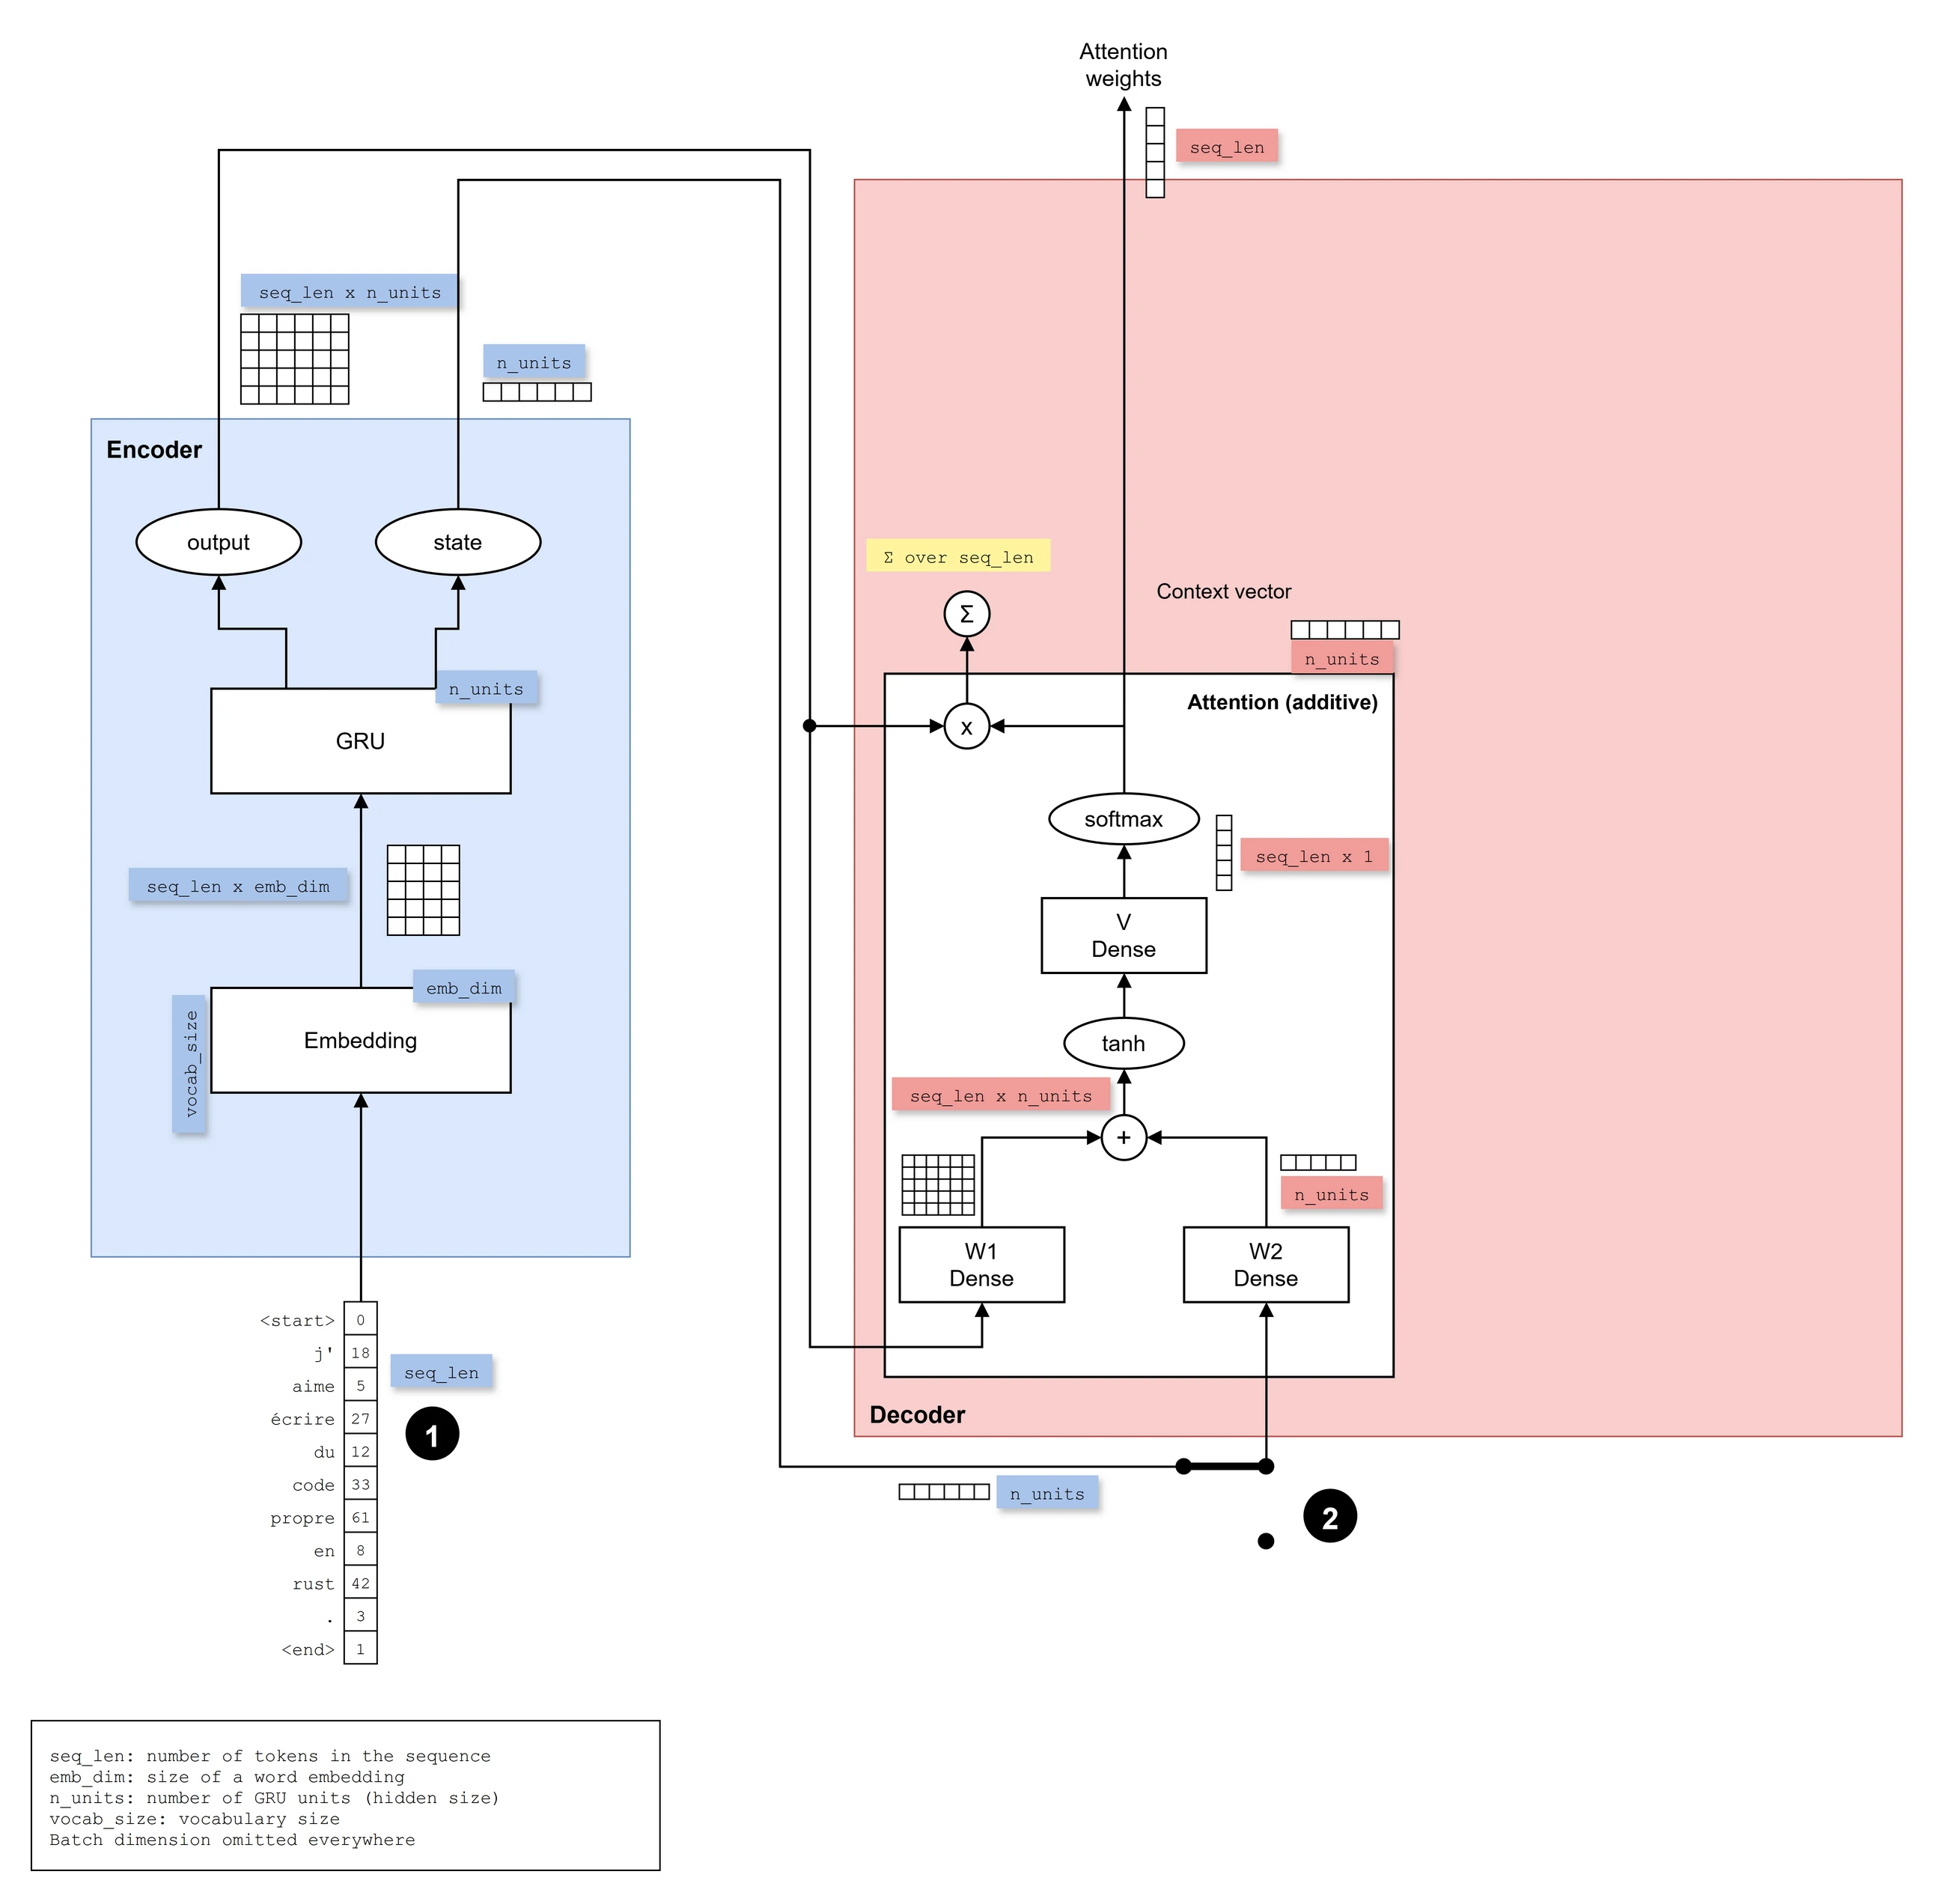 Attention
weights
seq_len
seq_len x n_units
n_units
Encoder
output
state
n_units
GRU
seq_len x emb_dim
emb_dim
vocab_size
Embedding
<start> 0
j' 18
aime 5
écrire 27
du 12
code 33
propre 61
en 8
rust 42
. 3
<end> 1
seq_len
1
Σ over seq_len
Σ
Context vector
n_units
Attention (additive)
x
softmax
seq_len x 1
V
Dense
tanh
seq_len x n_units
+
n_units
W1
Dense
W2
Dense
Decoder
n_units
2
seq_len: number of tokens in the sequence
emb_dim: size of a word embedding
n_units: number of GRU units (hidden size)
vocab_size: vocabulary size
Batch dimension omitted everywhere